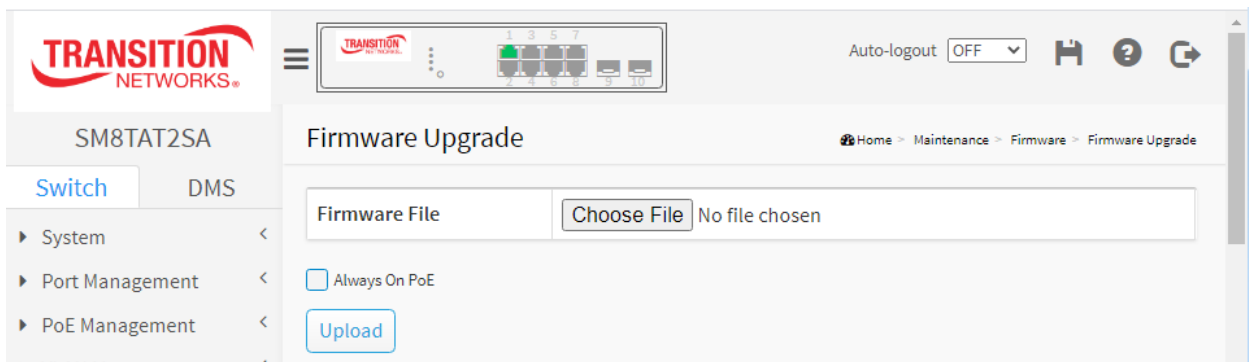 TRANSITION
NETWORKS®
TRANSITION
NETWORKS
1 3 5 7
2 4 6 8 9 10
Auto-logout OFF
SM8TAT2SA
Switch DMS
System
Port Management
PoE Management
Firmware Upgrade
Home > Maintenance > Firmware > Firmware Upgrade
Firmware File Choose File No file chosen
Always On PoE
Upload